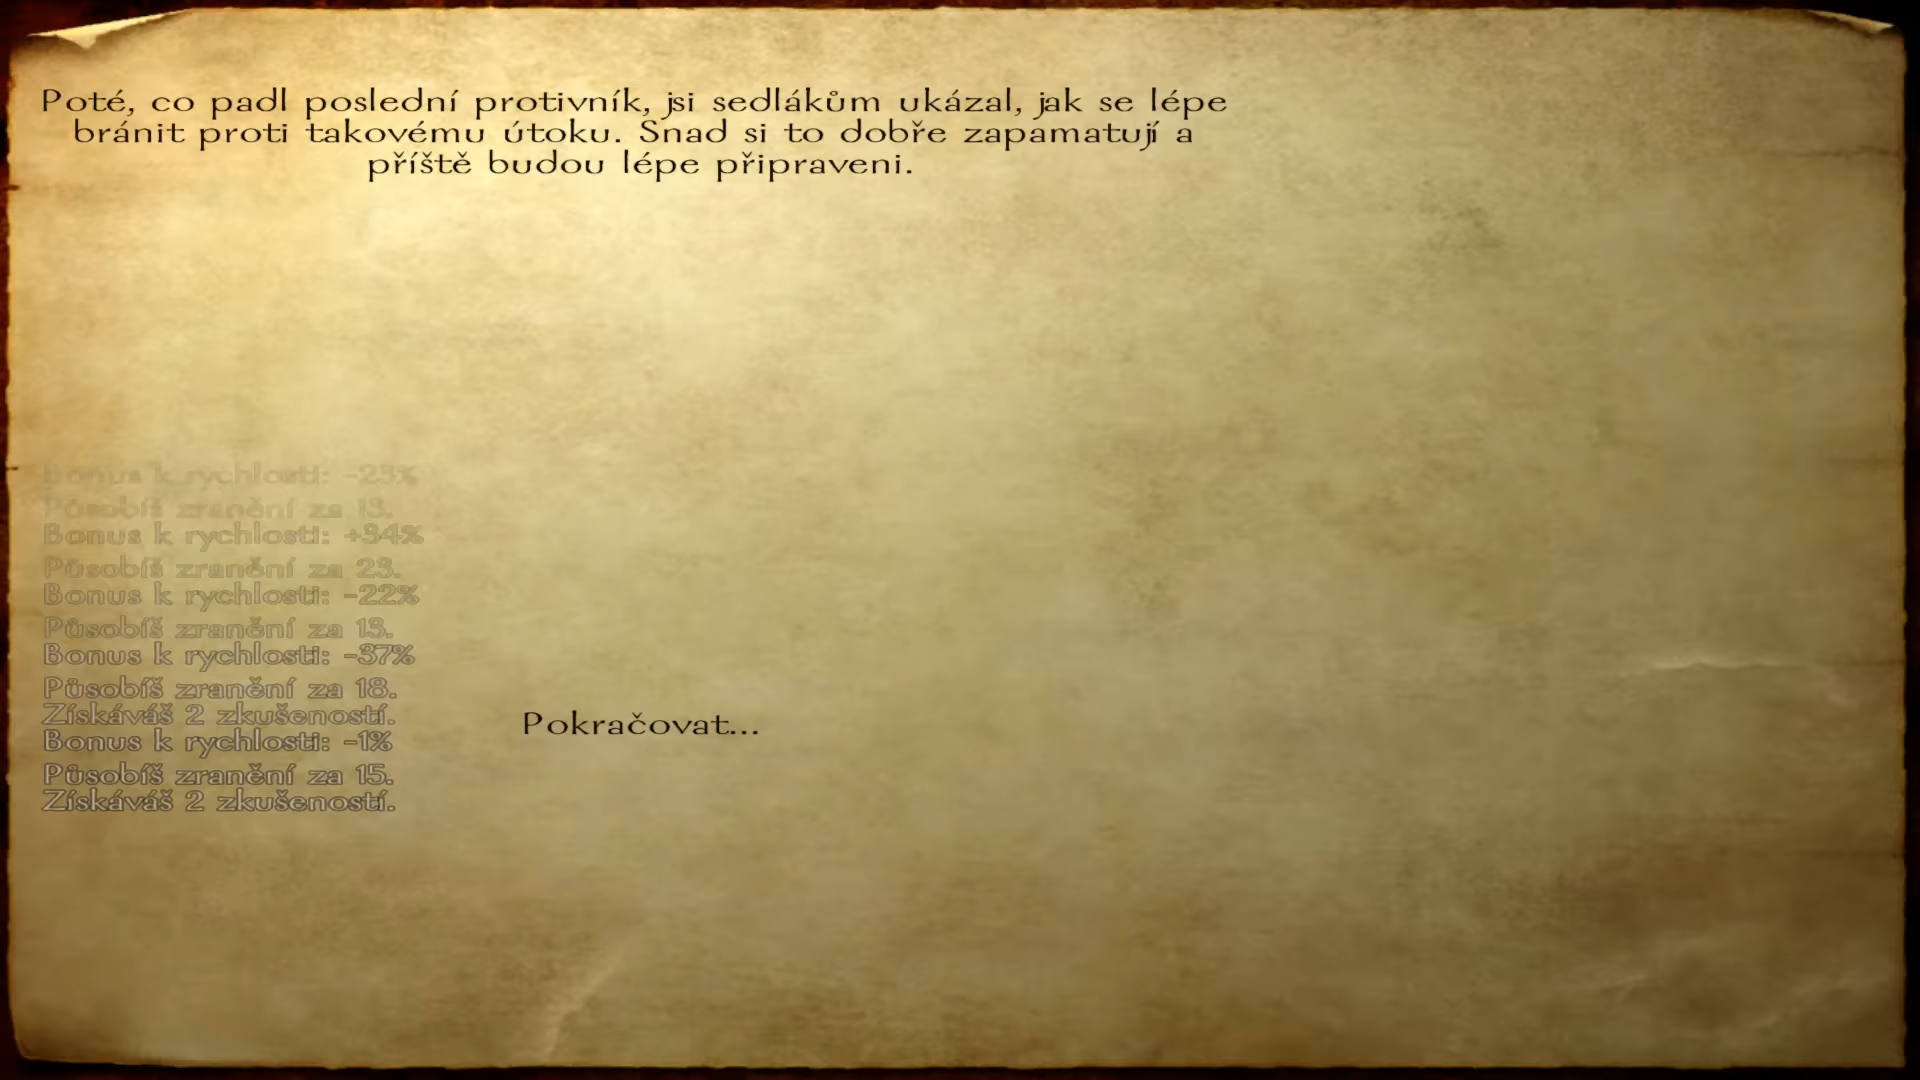 Poté, co padl poslední protivník, jsi sedlákům ukázal, jak se lépe
bránit proti takovému útoku. Snad si to dobře zapamatují a
příště budou lépe připraveni.
Bonus k rychlosti: -23%
Působíš zranění za 13.
Bonus k rychlosti: +34%
Působíš zranění za 23.
Bonus k rychlosti: -22%
Působíš zranění za 13.
Bonus k rychlosti: -37%
Působíš zranění za 18.
Získáváš 2 zkušeností.
Pokračovat...
Bonus k rychlosti: -1%
Působíš zranění za 15.
Získáváš 2 zkušeností.